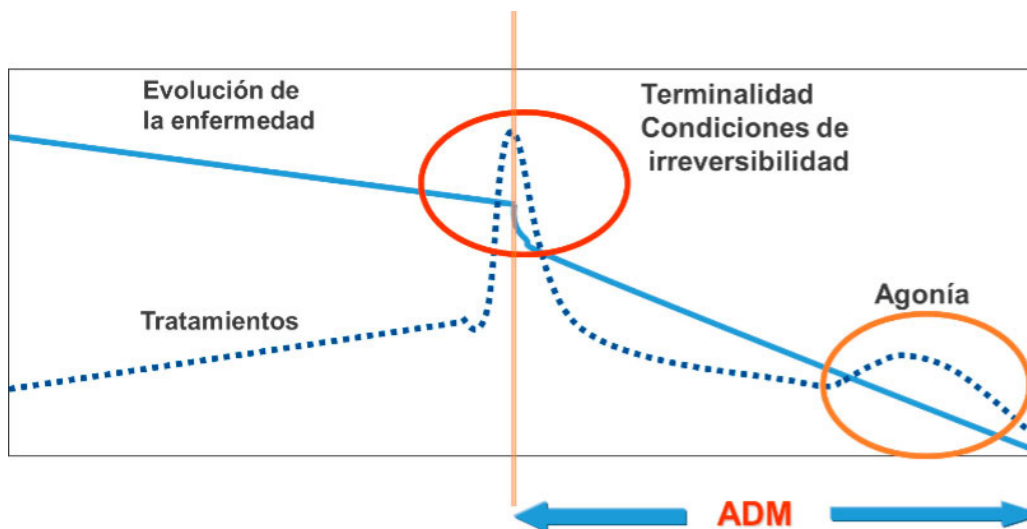 Evolución de
la enfermedad
Terminalidad
Condiciones de
irreversibilidad
Tratamientos
Agonía
ADM